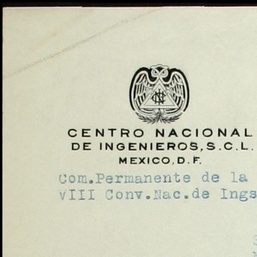 CENTRO NACIONAL
DE INGENIEROS, S.C.L.
MEXICO, D.F.
Com.Permanente de la
VIII Conv.Nac.de Ings